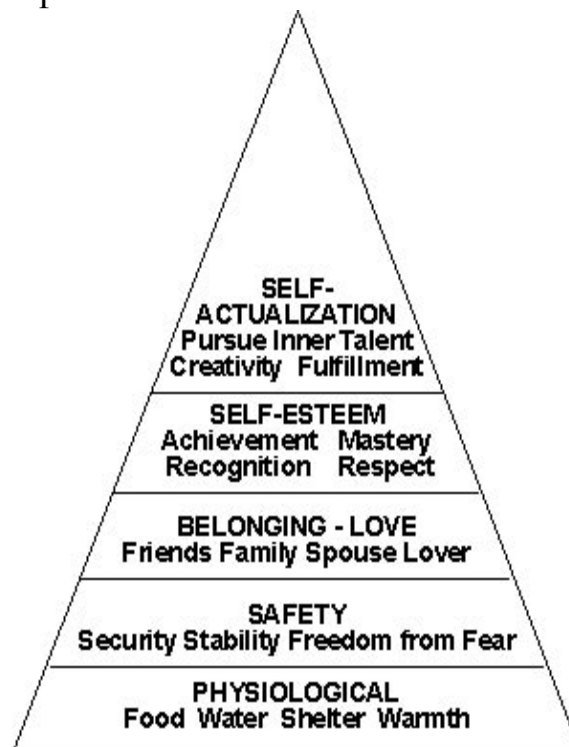 SELF-
ACTUALIZATION
Pursue Inner Talent
Creativity Fulfillment
SELF-ESTEEM
Achievement Mastery
Recognition Respect
BELONGING - LOVE
Friends Family Spouse Lover
SAFETY
Security Stability Freedom from Fear
PHYSIOLOGICAL
Food Water Shelter Warmth